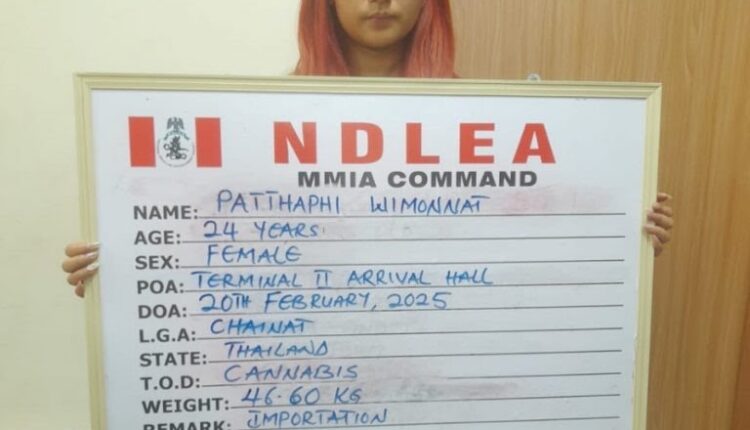 NDLEA
MMIA COMMAND
NAME: PATTHAPHI WIMONNAT
AGE: 24 YEARS
SEX: FEMALE
POA: TERMINAL II ARRIVAL HALL
DOA: 20TH FEBRUARY, 2025
L.G.A: CHAINAT
STATE: THAILAND
T.O.D: CANNABIS
WEIGHT: 46.60 KG
REMARK: IMPORTATION